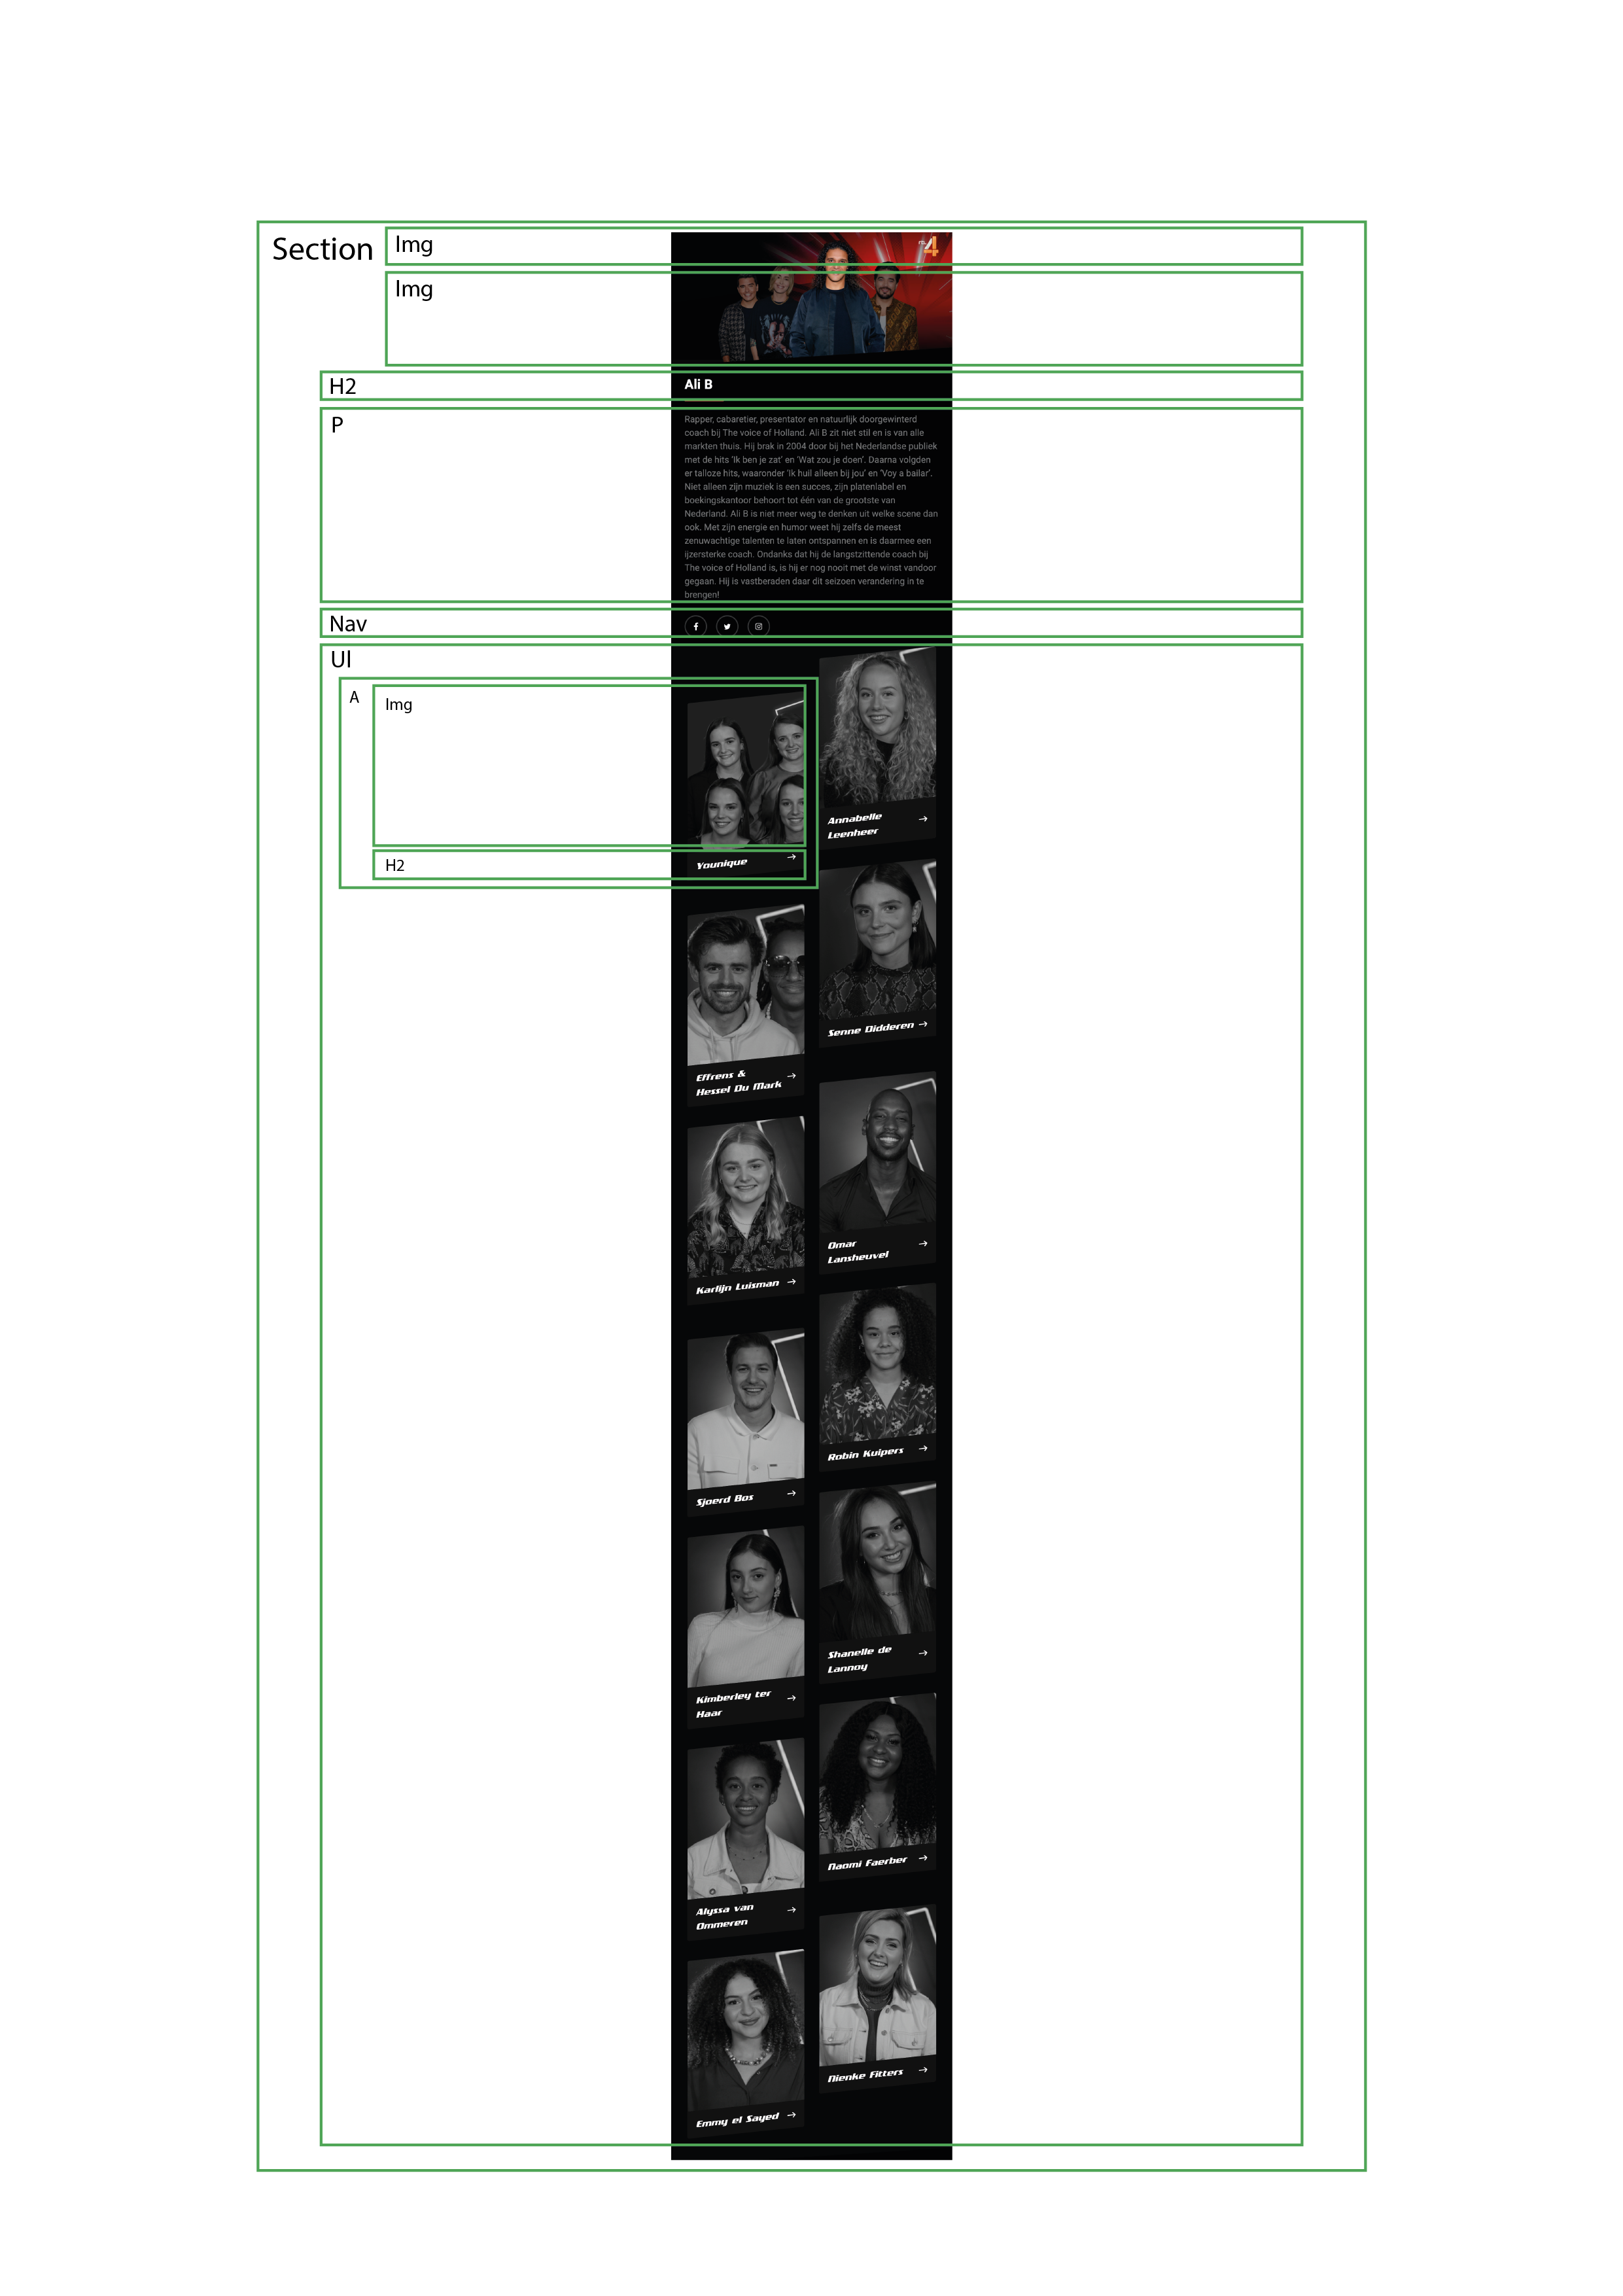 Section
Img
4
Img
H2
Ali B
P
Rapper, cabaretier, presentator en natuurlijk doorgewinterd
coach bij The voice of Holland. Ali B zit niet stil en is van alle
markten thuis. Hij brak in 2004 door bij het Nederlandse publiek
met de hits ‘Ik ben je zat’ en ‘Wat zou je doen’. Daarna volgden
er talloze hits, waaronder ‘Ik huil alleen bij jou’ en ‘Voy a bailar’.
Niet alleen zijn muziek is een succes, zijn platenlabel en
boekingskantoor behoort tot één van de grootste van
Nederland. Ali B is niet meer weg te denken uit welke scene dan
ook. Met zijn energie en humor weet hij zelfs de meest
zenuwachtige talenten te laten ontspannen en is daarmee een
ijzersterke coach. Ondanks dat hij de langstzittende coach bij
The voice of Holland is, is hij er nog nooit met de winst vandoor
gegaan. Hij is vastberaden daar dit seizoen verandering in te
brengen!
Nav
Ul
A
Img
H2
Younique
Annabelle
Leenheer
Effrens &
Hessel Du Mark
Senne Didderen
Karlijn Luisman
Omar
Lansheuvel
Sjoerd Bos
Robin Kuipers
Kimberley ter
Haar
Shanelle de
Lannoy
Alyssa van
Ommeren
Naomi Faerber
Emmy el Sayed
Nienke Fitters